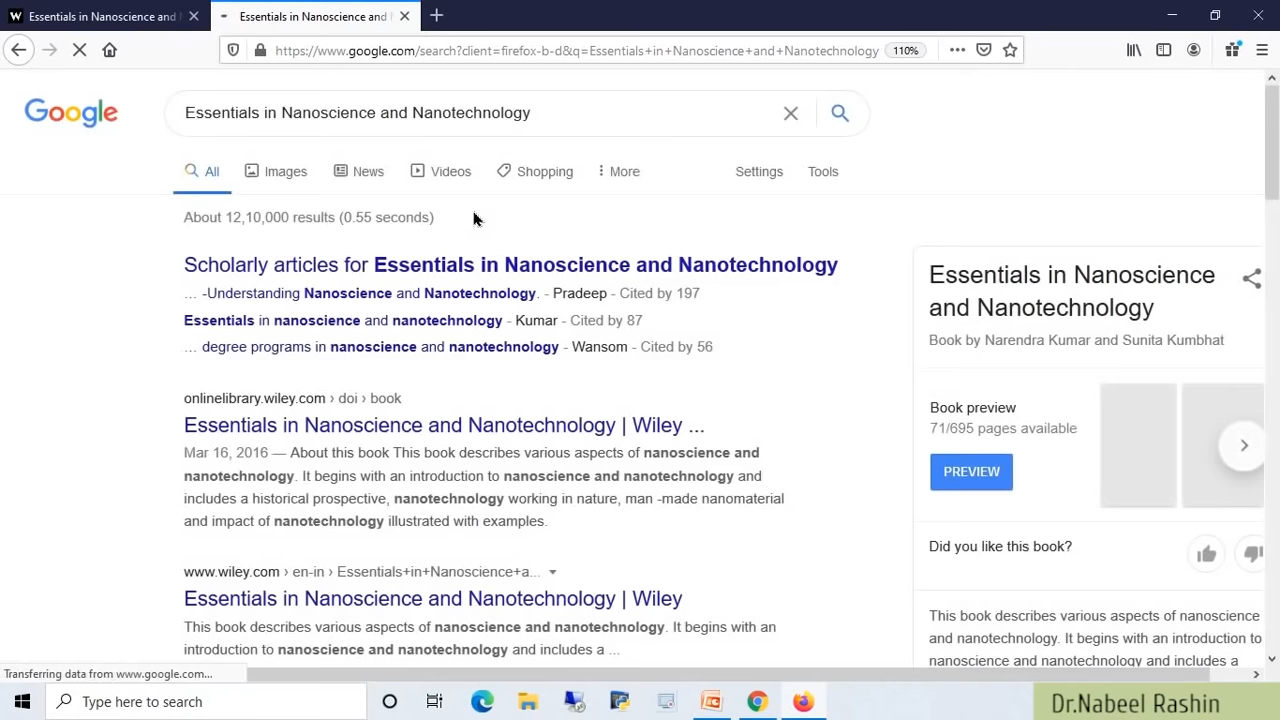 Essentials in Nanoscience and
Essentials in Nanoscience and
https://www.google.com/search?client=firefox-b-d&q=Essentials+in+Nanoscience+and+Nanotechnology
110%
Google
Essentials in Nanoscience and Nanotechnology
All
Images
News
Videos
Shopping
More
Settings
Tools
About 12,10,000 results (0.55 seconds)
Scholarly articles for Essentials in Nanoscience and Nanotechnology
... -Understanding Nanoscience and Nanotechnology. - Pradeep - Cited by 197
Essentials in nanoscience and nanotechnology - Kumar - Cited by 87
... degree programs in nanoscience and nanotechnology - Wansom - Cited by 56
onlinelibrary.wiley.com › doi › book
Essentials in Nanoscience and Nanotechnology | Wiley ...
Mar 16, 2016 — About this book This book describes various aspects of nanoscience and
nanotechnology. It begins with an introduction to nanoscience and nanotechnology and
includes a historical prospective, nanotechnology working in nature, man -made nanomaterial
and impact of nanotechnology illustrated with examples.
www.wiley.com › en-in › Essentials+in+Nanoscience+a...
Essentials in Nanoscience and Nanotechnology | Wiley
This book describes various aspects of nanoscience and nanotechnology. It begins with an
introduction to nanoscience and nanotechnology and includes a ...
Essentials in Nanoscience
and Nanotechnology
Book by Narendra Kumar and Sunita Kumbhat
Book preview
71/695 pages available
PREVIEW
Did you like this book?
This book describes various aspects of nanoscience
and nanotechnology. It begins with an introduction to
nanoscience and nanotechnology and includes a
Transferring data from www.google.com...
Type here to search
Dr.Nabeel Rashin